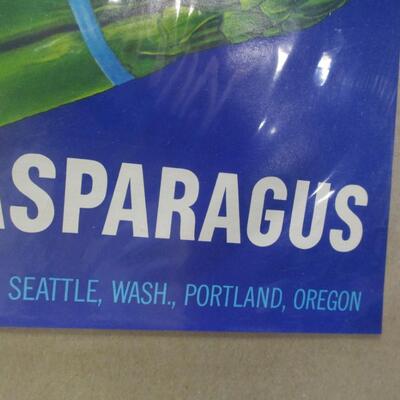 ASPARAGUS
SEATTLE, WASH., PORTLAND, OREGON